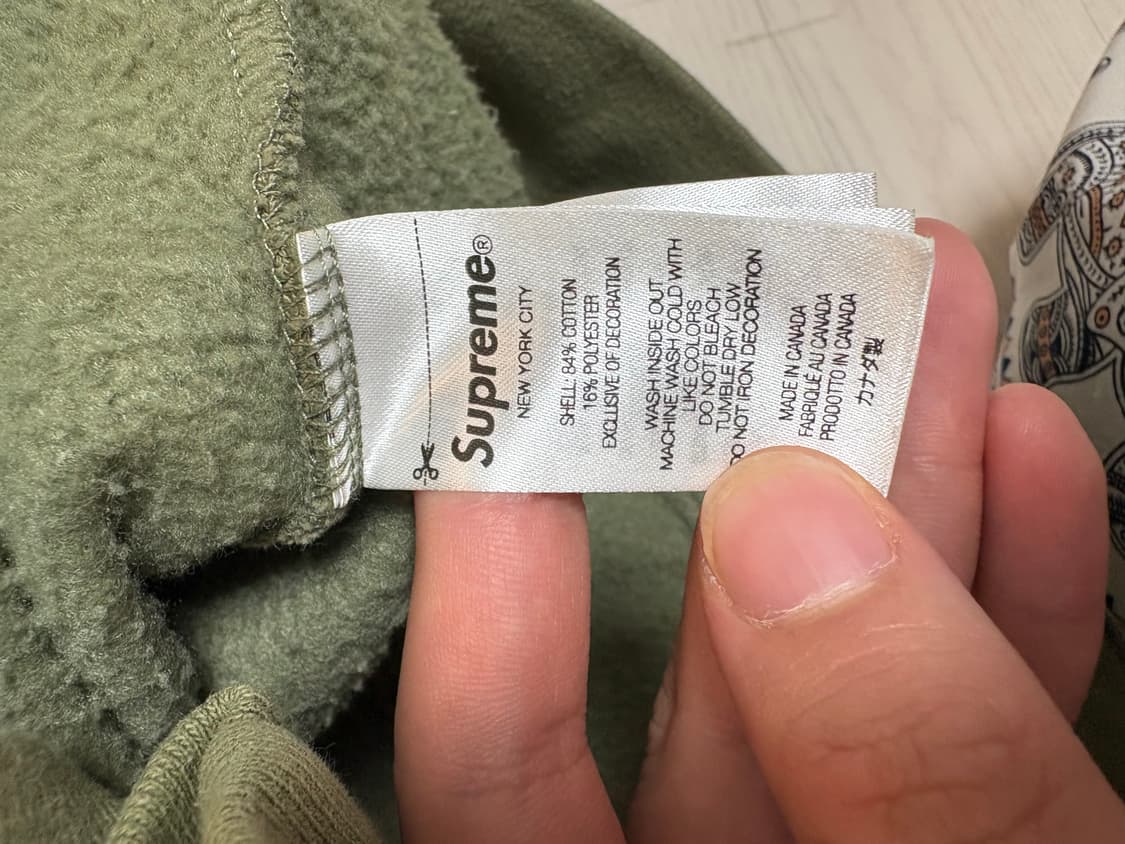 Supreme®
NEW YORK CITY
SHELL: 84% COTTON
16% POLYESTER
EXCLUSIVE OF DECORATION
WASH INSIDE OUT
MACHINE WASH COLD WITH
LIKE COLORS
DO NOT BLEACH
TUMBLE DRY LOW
DO NOT IRON DECORATION
MADE IN CANADA
FABRIQUÉ AU CANADA
PRODOTTO IN CANADA
カナダ製